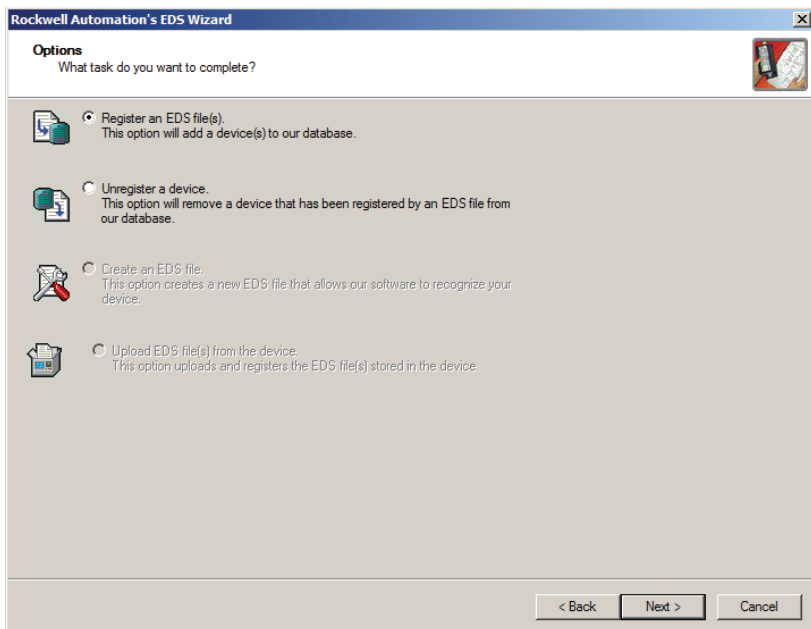 Rockwell Automation's EDS Wizard
Options
What task do you want to complete?
Register an EDS file(s).
This option will add a device(s) to our database.
Unregister a device.
This option will remove a device that has been registered by an EDS file from
our database.
Create an EDS file.
This option creates a new EDS file that allows our software to recognize your
device.
Upload EDS file(s) from the device.
This option uploads and registers the EDS file(s) stored in the device.
< Back
Next >
Cancel